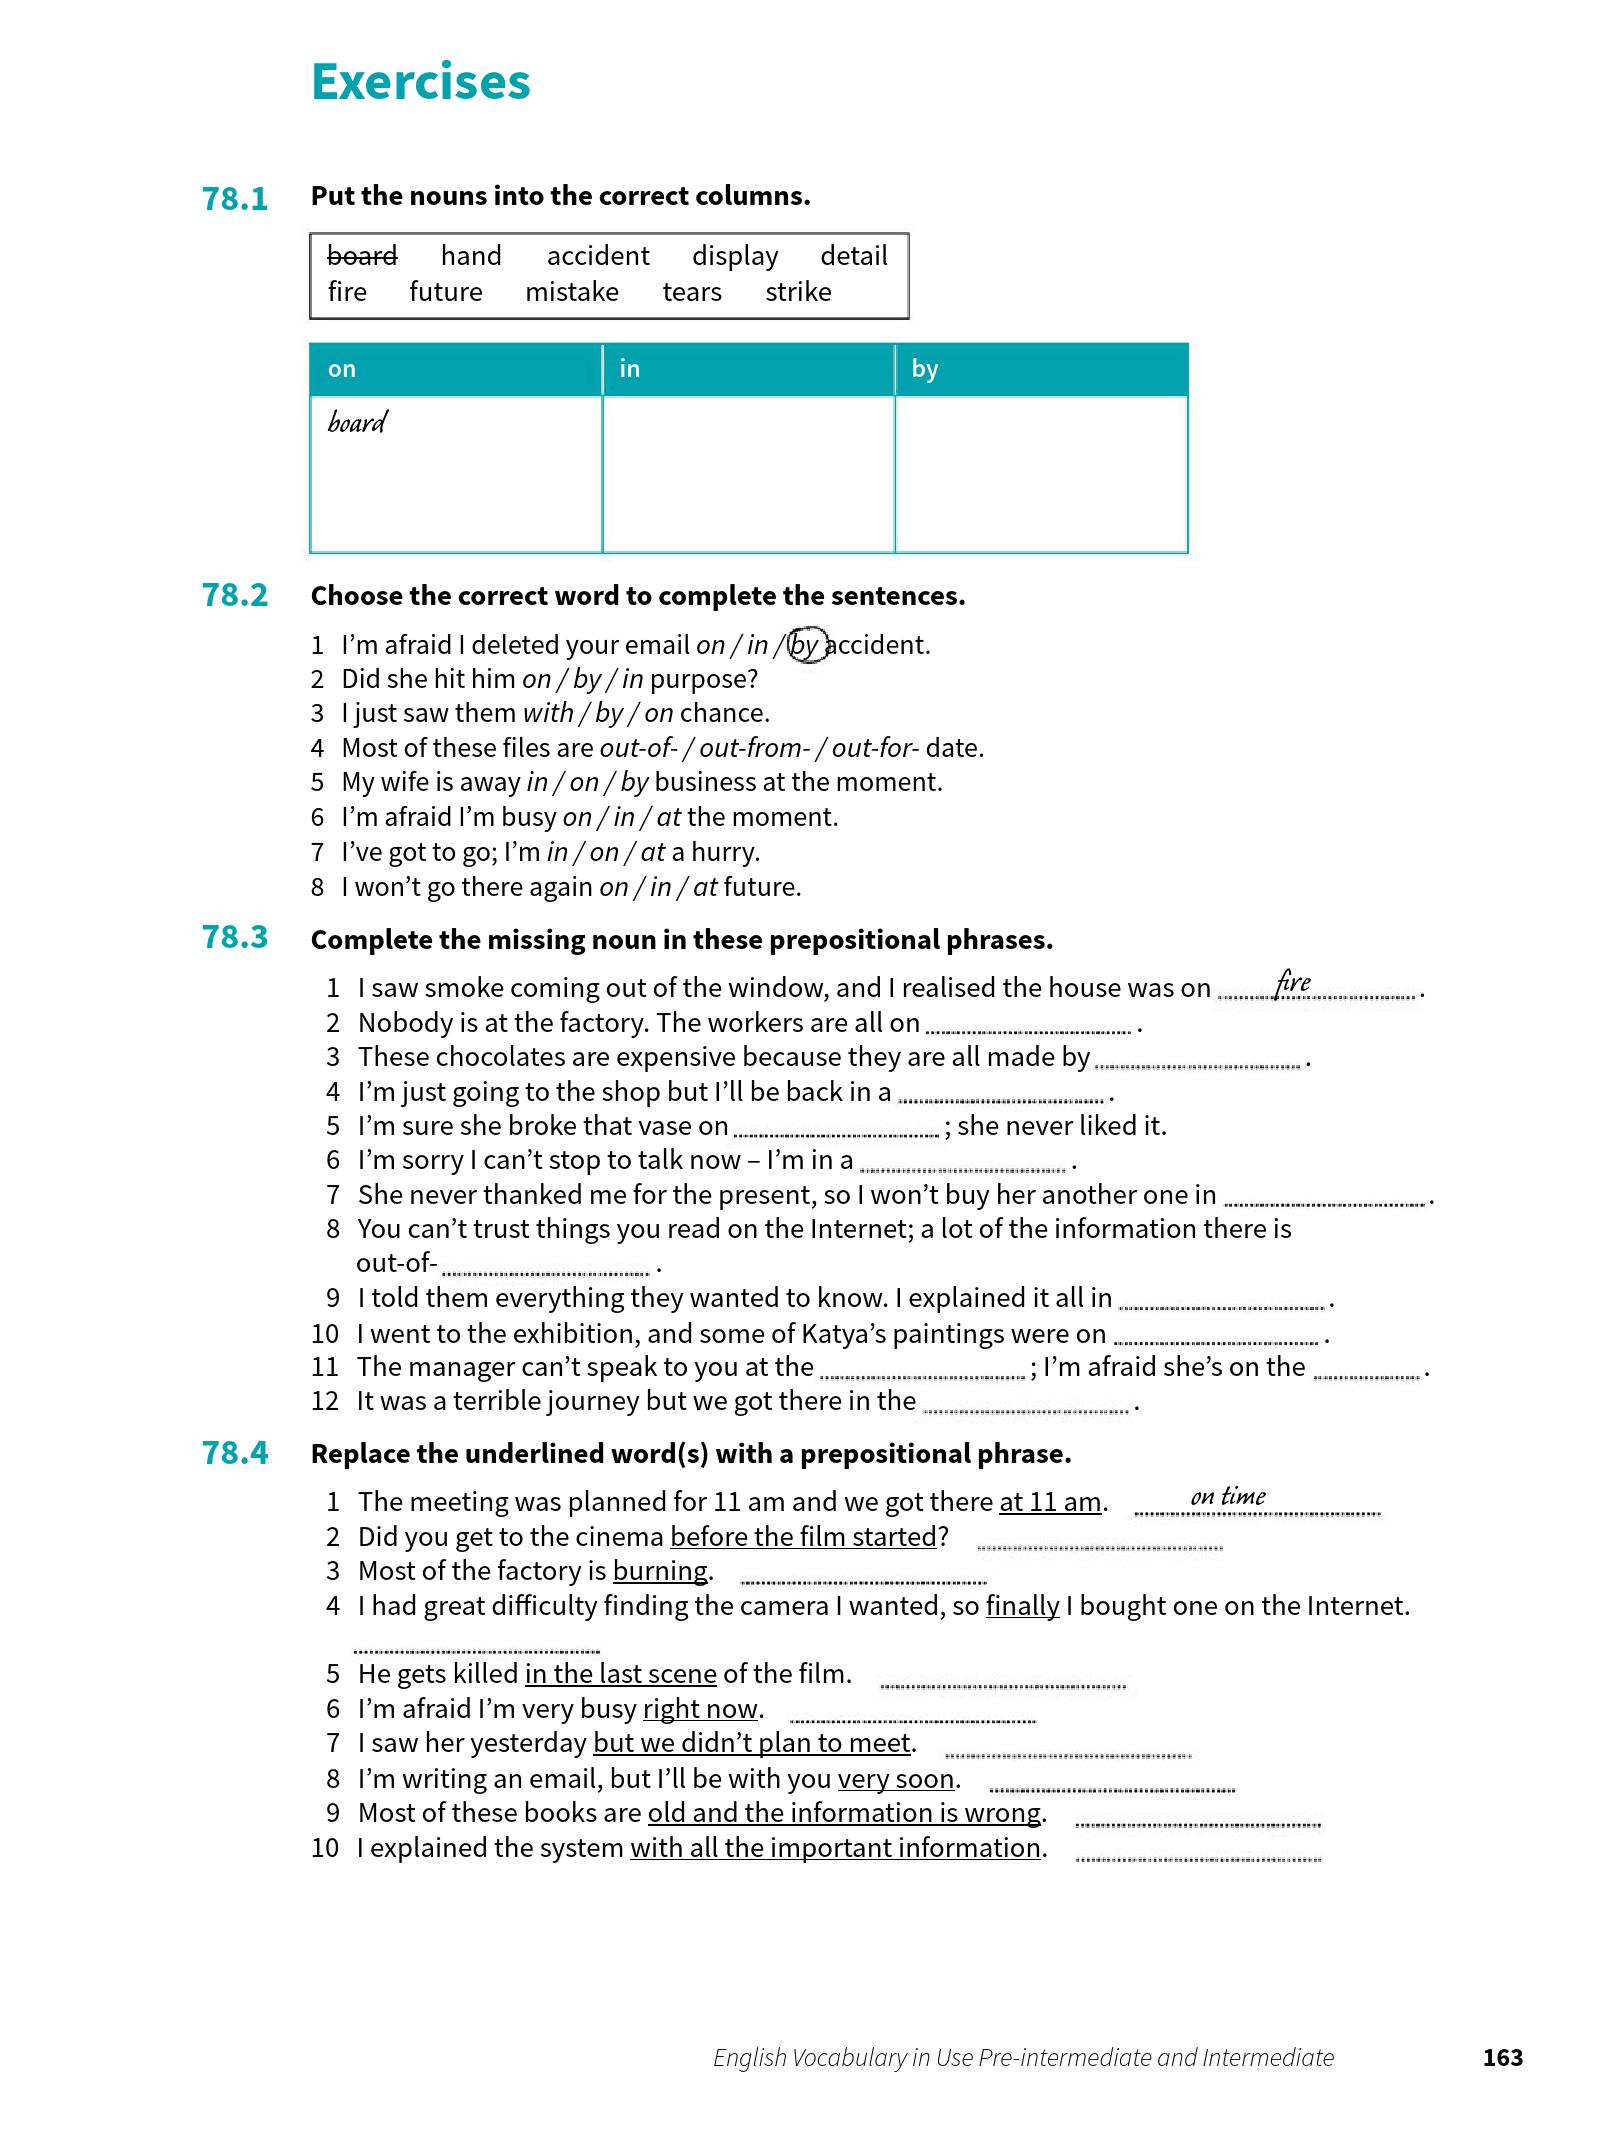 Exercises
78.1 Put the nouns into the correct columns.
board hand accident display detail
fire future mistake tears strike
on in by
board
78.2 Choose the correct word to complete the sentences.
1 I’m afraid I deleted your email on / in / by accident.
2 Did she hit him on / by / in purpose?
3 I just saw them with / by / on chance.
4 Most of these files are out-of- / out-from- / out-for- date.
5 My wife is away in / on / by business at the moment.
6 I’m afraid I’m busy on / in / at the moment.
7 I’ve got to go; I’m in / on / at a hurry.
8 I won’t go there again on / in / at future.
78.3 Complete the missing noun in these prepositional phrases.
1 I saw smoke coming out of the window, and I realised the house was on fire .
2 Nobody is at the factory. The workers are all on .
3 These chocolates are expensive because they are all made by .
4 I’m just going to the shop but I’ll be back in a .
5 I’m sure she broke that vase on ; she never liked it.
6 I’m sorry I can’t stop to talk now – I’m in a .
7 She never thanked me for the present, so I won’t buy her another one in .
8 You can’t trust things you read on the Internet; a lot of the information there is
out-of- .
9 I told them everything they wanted to know. I explained it all in .
10 I went to the exhibition, and some of Katya’s paintings were on .
11 The manager can’t speak to you at the ; I’m afraid she’s on the .
12 It was a terrible journey but we got there in the .
78.4 Replace the underlined word(s) with a prepositional phrase.
1 The meeting was planned for 11 am and we got there at 11 am. on time
2 Did you get to the cinema before the film started?
3 Most of the factory is burning.
4 I had great difficulty finding the camera I wanted, so finally I bought one on the Internet.
5 He gets killed in the last scene of the film.
6 I’m afraid I’m very busy right now.
7 I saw her yesterday but we didn’t plan to meet.
8 I’m writing an email, but I’ll be with you very soon.
9 Most of these books are old and the information is wrong.
10 I explained the system with all the important information.
English Vocabulary in Use Pre-intermediate and Intermediate 163